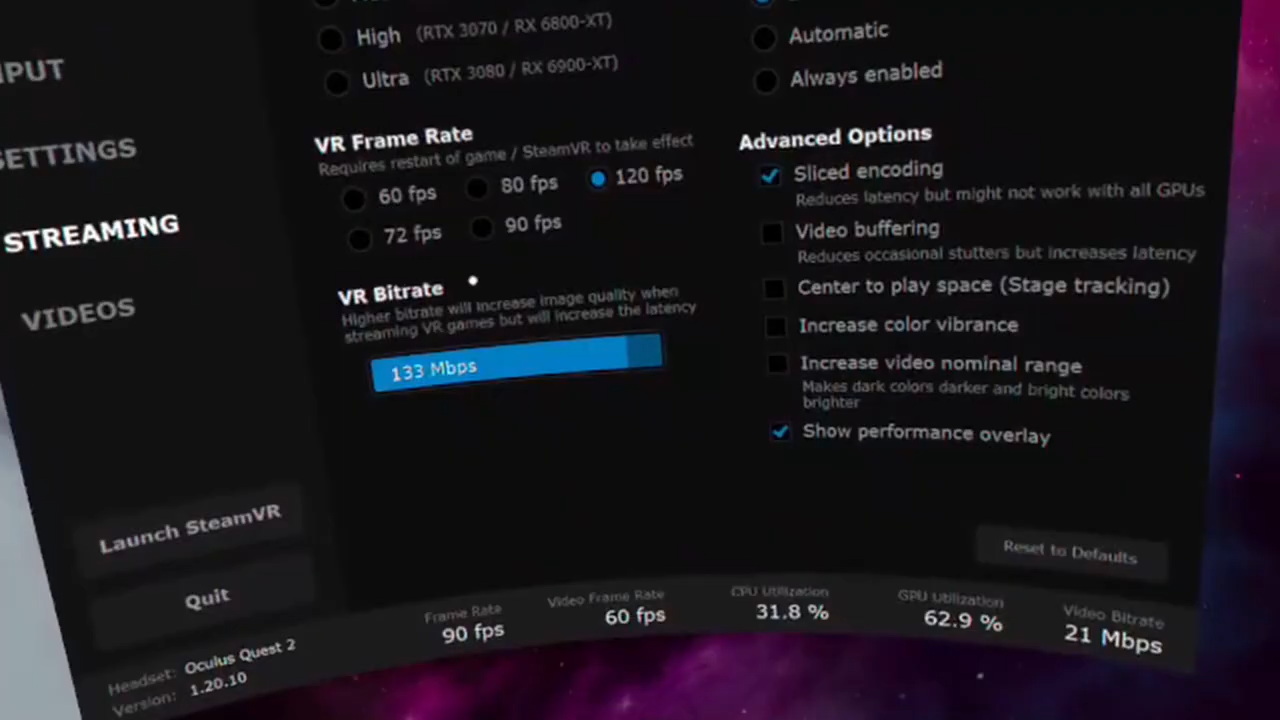 INPUT
SETTINGS
STREAMING
VIDEOS
Launch SteamVR
Quit
Headset: Oculus Quest 2
Version: 1.20.10
High (RTX 3070 / RX 6800-XT)
Ultra (RTX 3080 / RX 6900-XT)
VR Frame Rate
Requires restart of game / SteamVR to take effect
60 fps 80 fps 120 fps
72 fps 90 fps
VR Bitrate
Higher bitrate will increase image quality when
streaming VR games but will increase the latency
133 Mbps
Automatic
Always enabled
Advanced Options
Sliced encoding
Reduces latency but might not work with all GPUs
Video buffering
Reduces occasional stutters but increases latency
Center to play space (Stage tracking)
Increase color vibrance
Increase video nominal range
Makes dark colors darker and bright colors
brighter
Show performance overlay
Reset to Defaults
Frame Rate
90 fps
Video Frame Rate
60 fps
CPU Utilization
31.8 %
GPU Utilization
62.9 %
Video Bitrate
21 Mbps